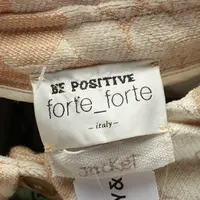 BE POSITIVE
forte_forte
– italy –
jacket
Y&